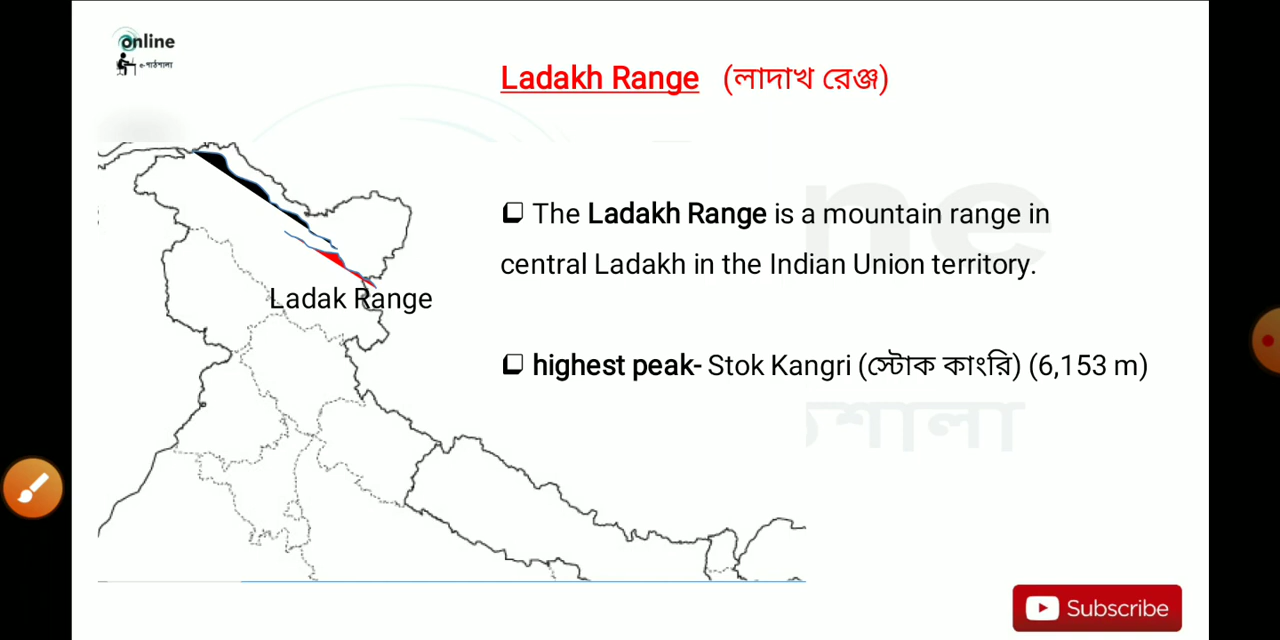 online
e-পাঠশালা
Ladakh Range (লাদাখ রেঞ্জ)
❑ The Ladakh Range is a mountain range in
central Ladakh in the Indian Union territory.
Ladak Range
❑ highest peak- Stok Kangri (স্টোক কাংরি) (6,153 m)
Subscribe